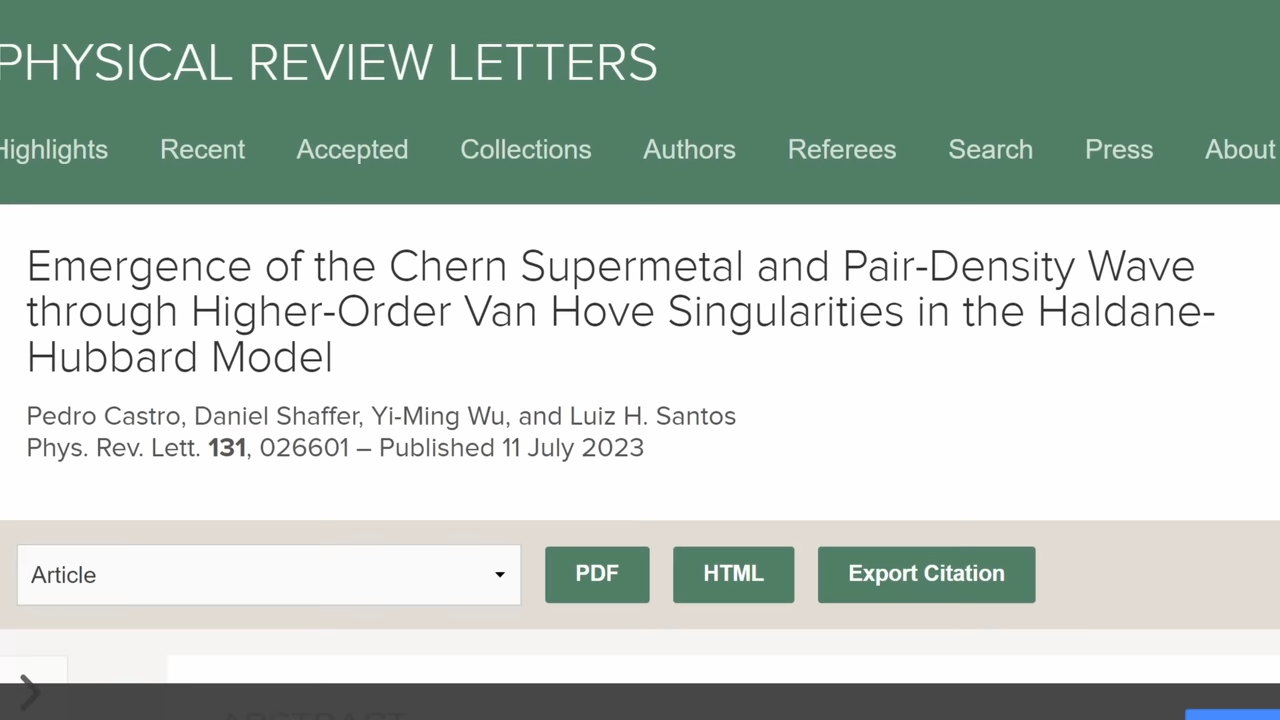 PHYSICAL REVIEW LETTERS
Highlights Recent Accepted Collections Authors Referees Search Press About
Emergence of the Chern Supermetal and Pair-Density Wave
through Higher-Order Van Hove Singularities in the Haldane-
Hubbard Model
Pedro Castro, Daniel Shaffer, Yi-Ming Wu, and Luiz H. Santos
Phys. Rev. Lett. 131, 026601 – Published 11 July 2023
Article PDF HTML Export Citation
ABSTRACT